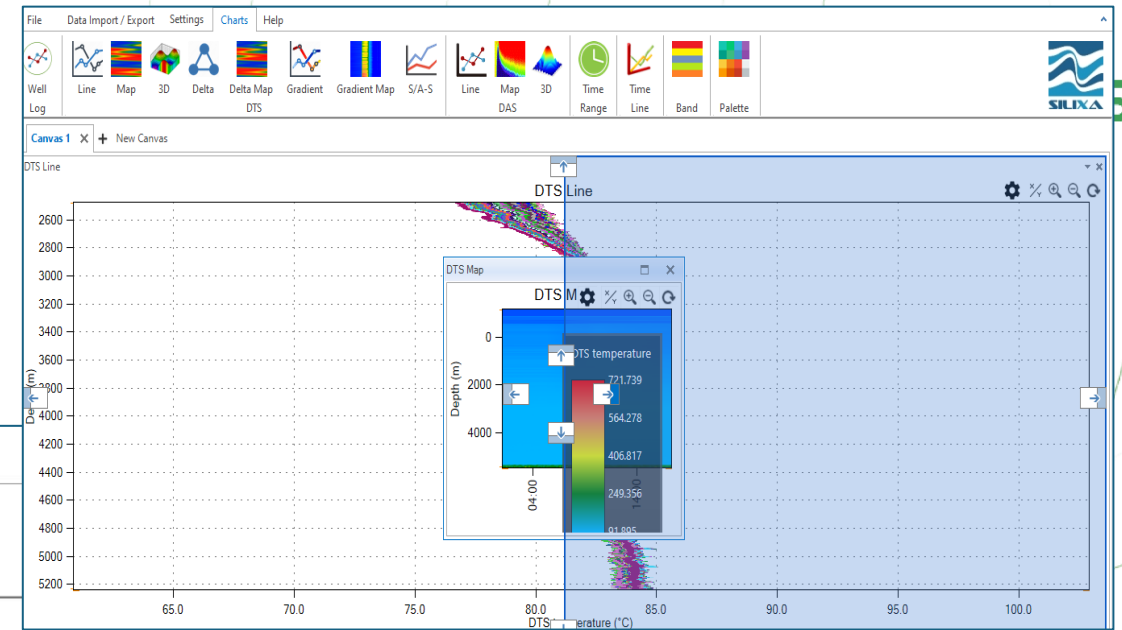 File Data Import / Export Settings Charts Help
Well Log
Line Map 3D Delta Delta Map Gradient Gradient Map S/A-S
DTS
Line Map 3D
DAS
Time Range
Time Line
Band
Palette
SILIXA
Canvas 1 New Canvas
DTS Line
DTS Line
2600
2800
3000
3200
3400
3600
4000
4200
4400
4600
4800
5000
5200
65.0 70.0 75.0 80.0 85.0 90.0 95.0 100.0
DTS Map
Depth (m)
0
2000
4000
04:00
DTS temperature
721.739
564.278
406.817
249.356
91.895
(°C)